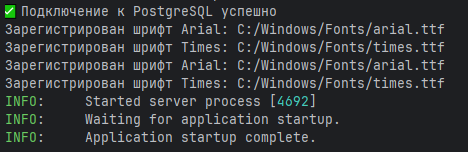 ✅ Подключение к PostgreSQL успешно
Зарегистрирован шрифт Arial: C:/Windows/Fonts/arial.ttf
Зарегистрирован шрифт Times: C:/Windows/Fonts/times.ttf
Зарегистрирован шрифт Arial: C:/Windows/Fonts/arial.ttf
Зарегистрирован шрифт Times: C:/Windows/Fonts/times.ttf
INFO:     Started server process [4692]
INFO:     Waiting for application startup.
INFO:     Application startup complete.